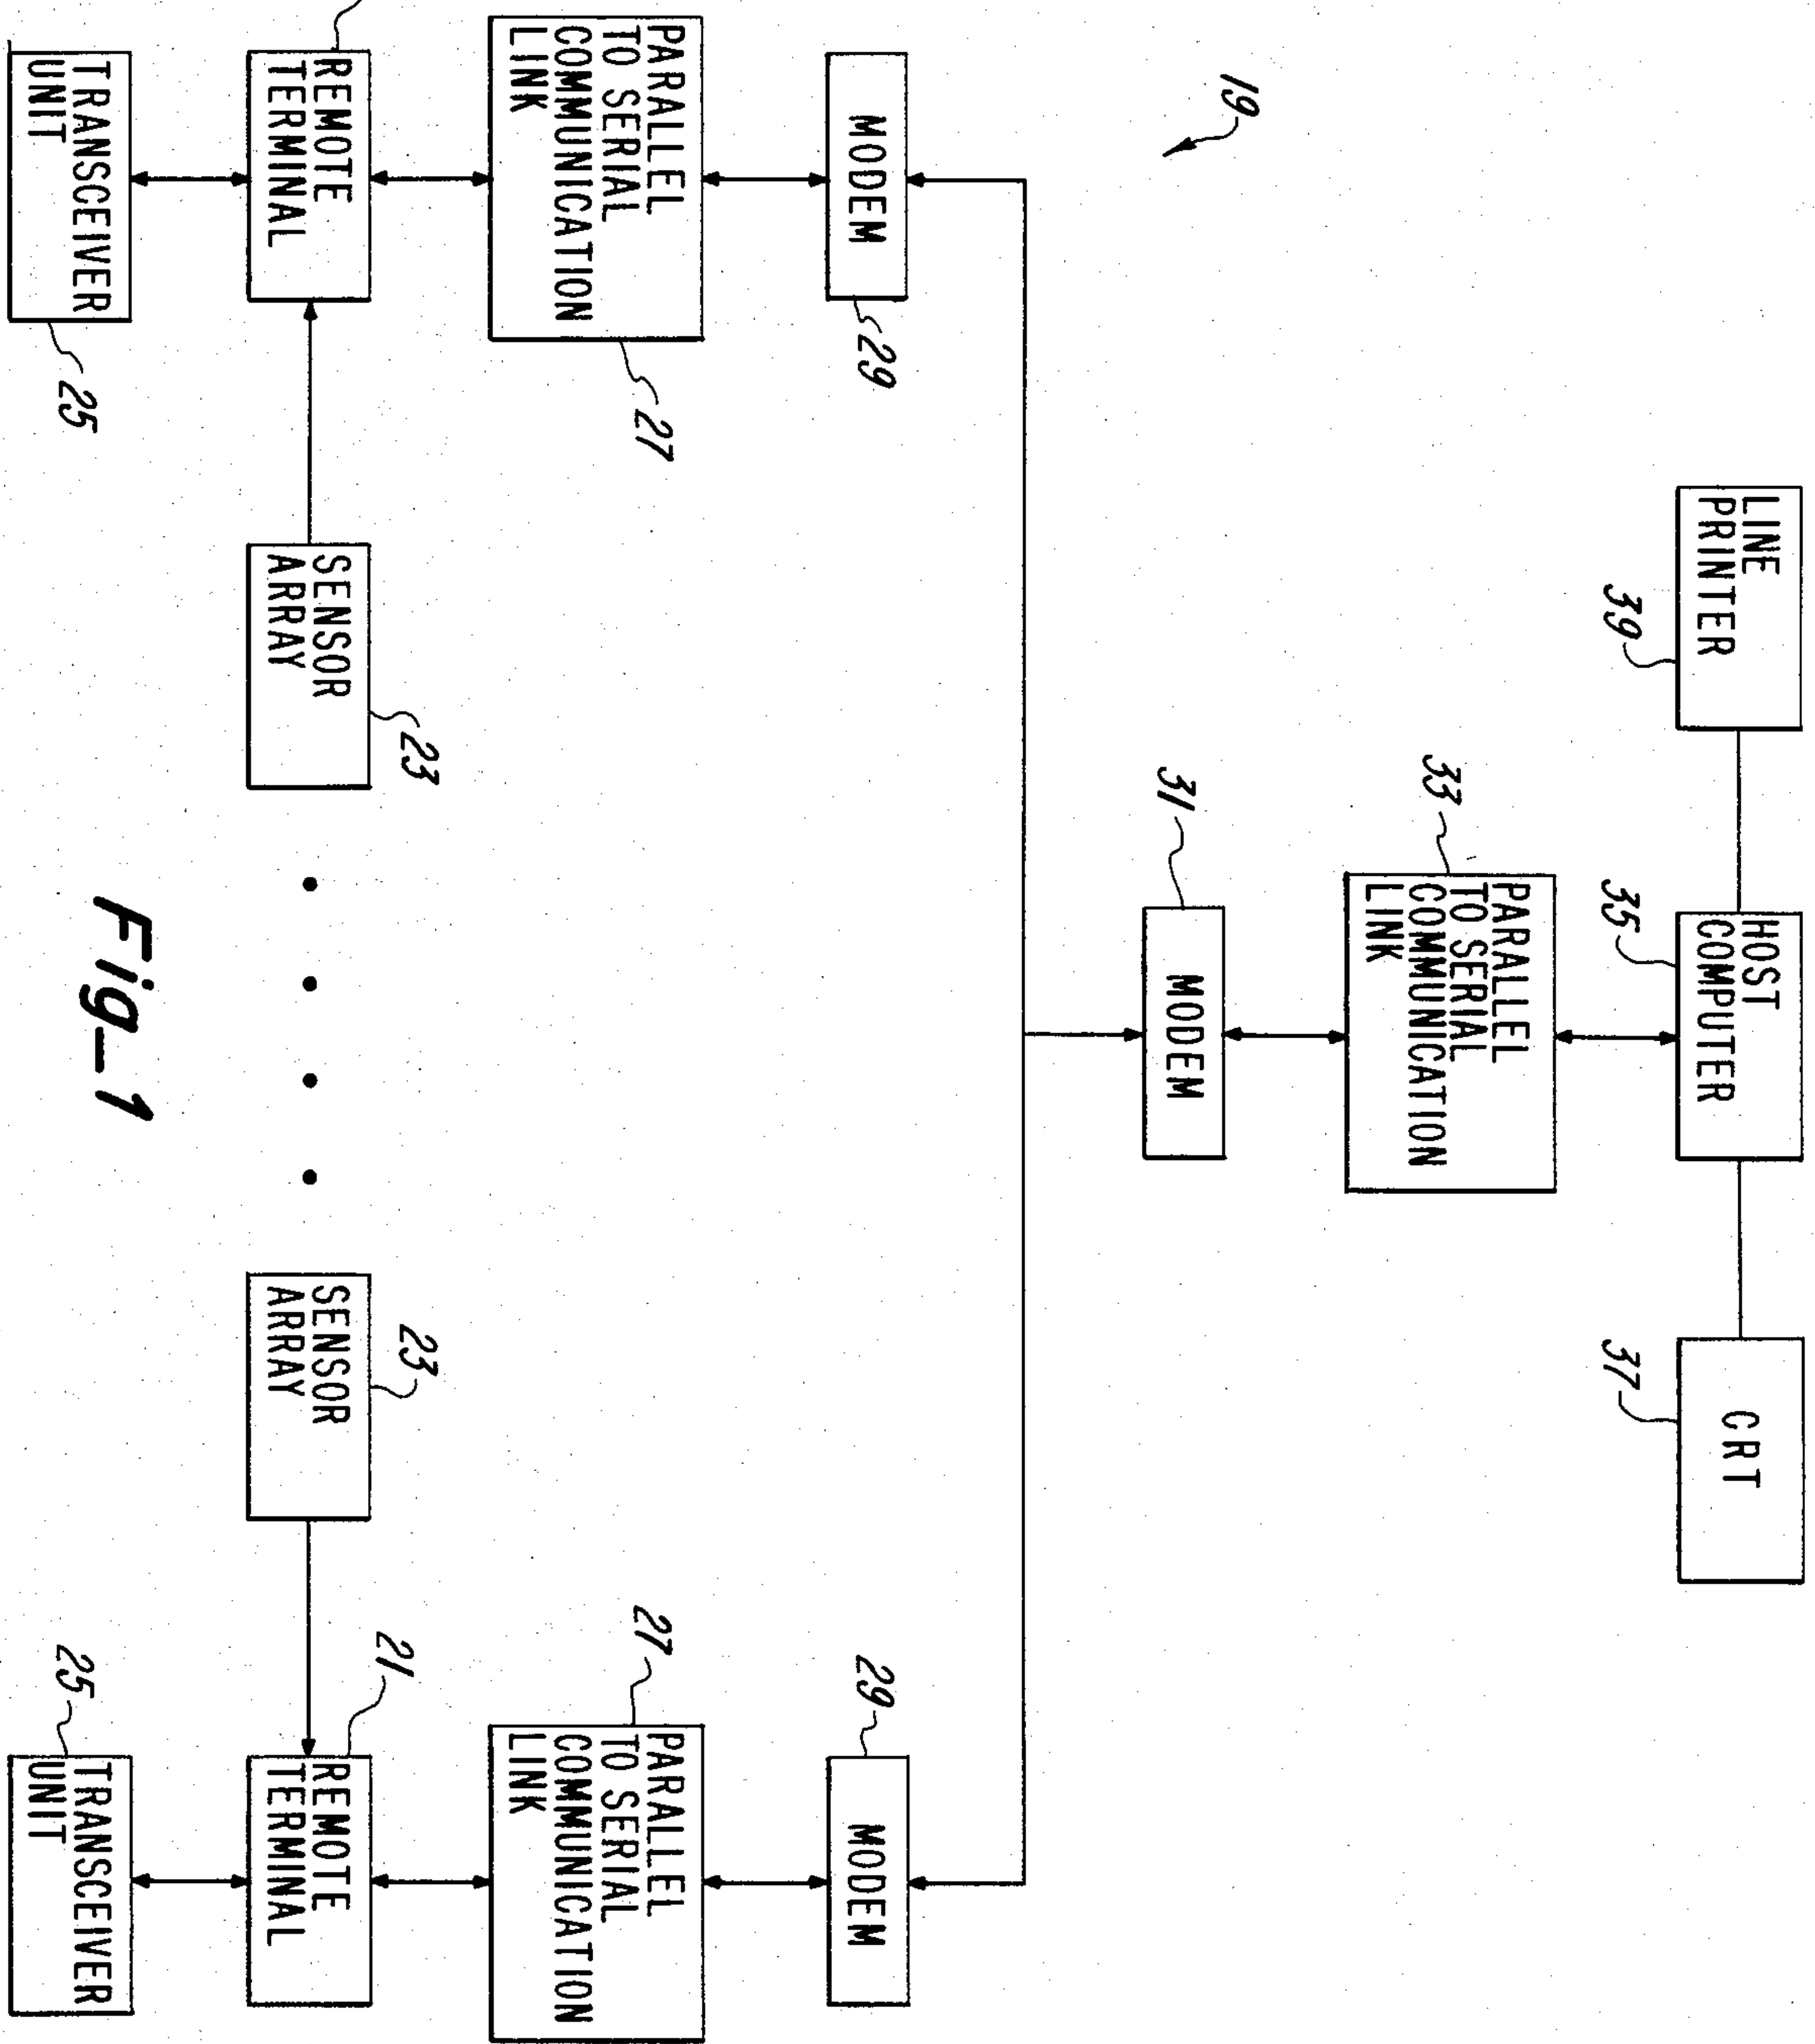 LINE
PRINTER
39
HOST
COMPUTER
35
CRT
37
PARALLEL
TO SERIAL
COMMUNICATION
LINK
33
MODEM
31
19
MODEM
29
MODEM
29
PARALLEL
TO SERIAL
COMMUNICATION
LINK
27
PARALLEL
TO SERIAL
COMMUNICATION
LINK
27
REMOTE
TERMINAL
SENSOR
ARRAY
23
SENSOR
ARRAY
23
REMOTE
TERMINAL
21
TRANSCEIVER
UNIT
25
TRANSCEIVER
UNIT
25
Fig_1